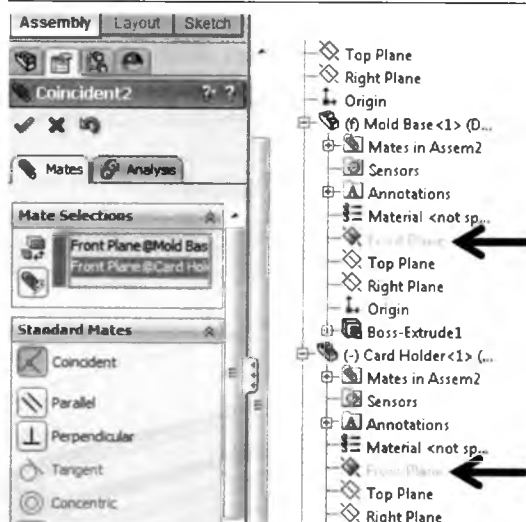 Assembly Layout Sketch
Coincident2 ? ?
Mates Analysis
Mate Selections
Front Plane@Mold Bas
Front Plane@Card Hol
Standard Mates
Coincident
Parallel
Perpendicular
Tangent
Concentric
Top Plane
Right Plane
Origin
(f) Mold Base<1> (D...
Mates in Assem2
Sensors
Annotations
Material <not sp...
Front Plane
Top Plane
Right Plane
Origin
Boss-Extrude1
(-) Card Holder<1> (...
Mates in Assem2
Sensors
Annotations
Material <not sp...
Front Plane
Top Plane
Right Plane